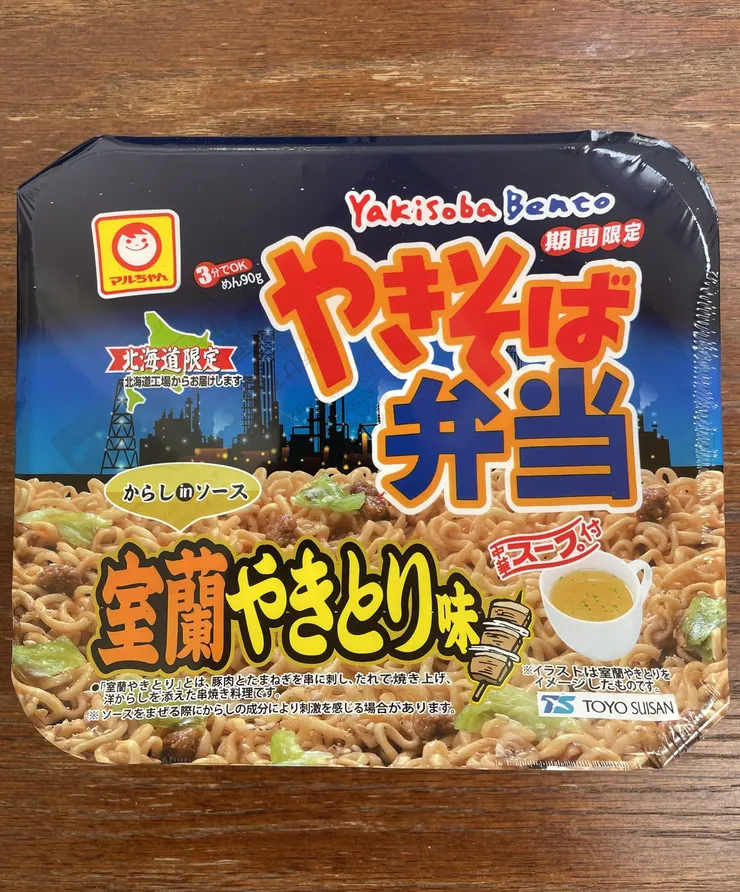 Yakisoba Bento
期間限定
マルちゃん
3分でOK
めん90g
やきそば
弁当
北海道限定
北海道工場からお届けします
からしinソース
中華スープ付
室蘭やきとり味
●「室蘭やきとり」とは、豚肉とたまねぎを串に刺し、たれで焼き上げ、
洋からしを添えた串焼き料理です。
※ソースをまぜる際にからしの成分により刺激を感じる場合があります。
※イラストは室蘭やきとりを
イメージしたものです。
TS TOYO SUISAN